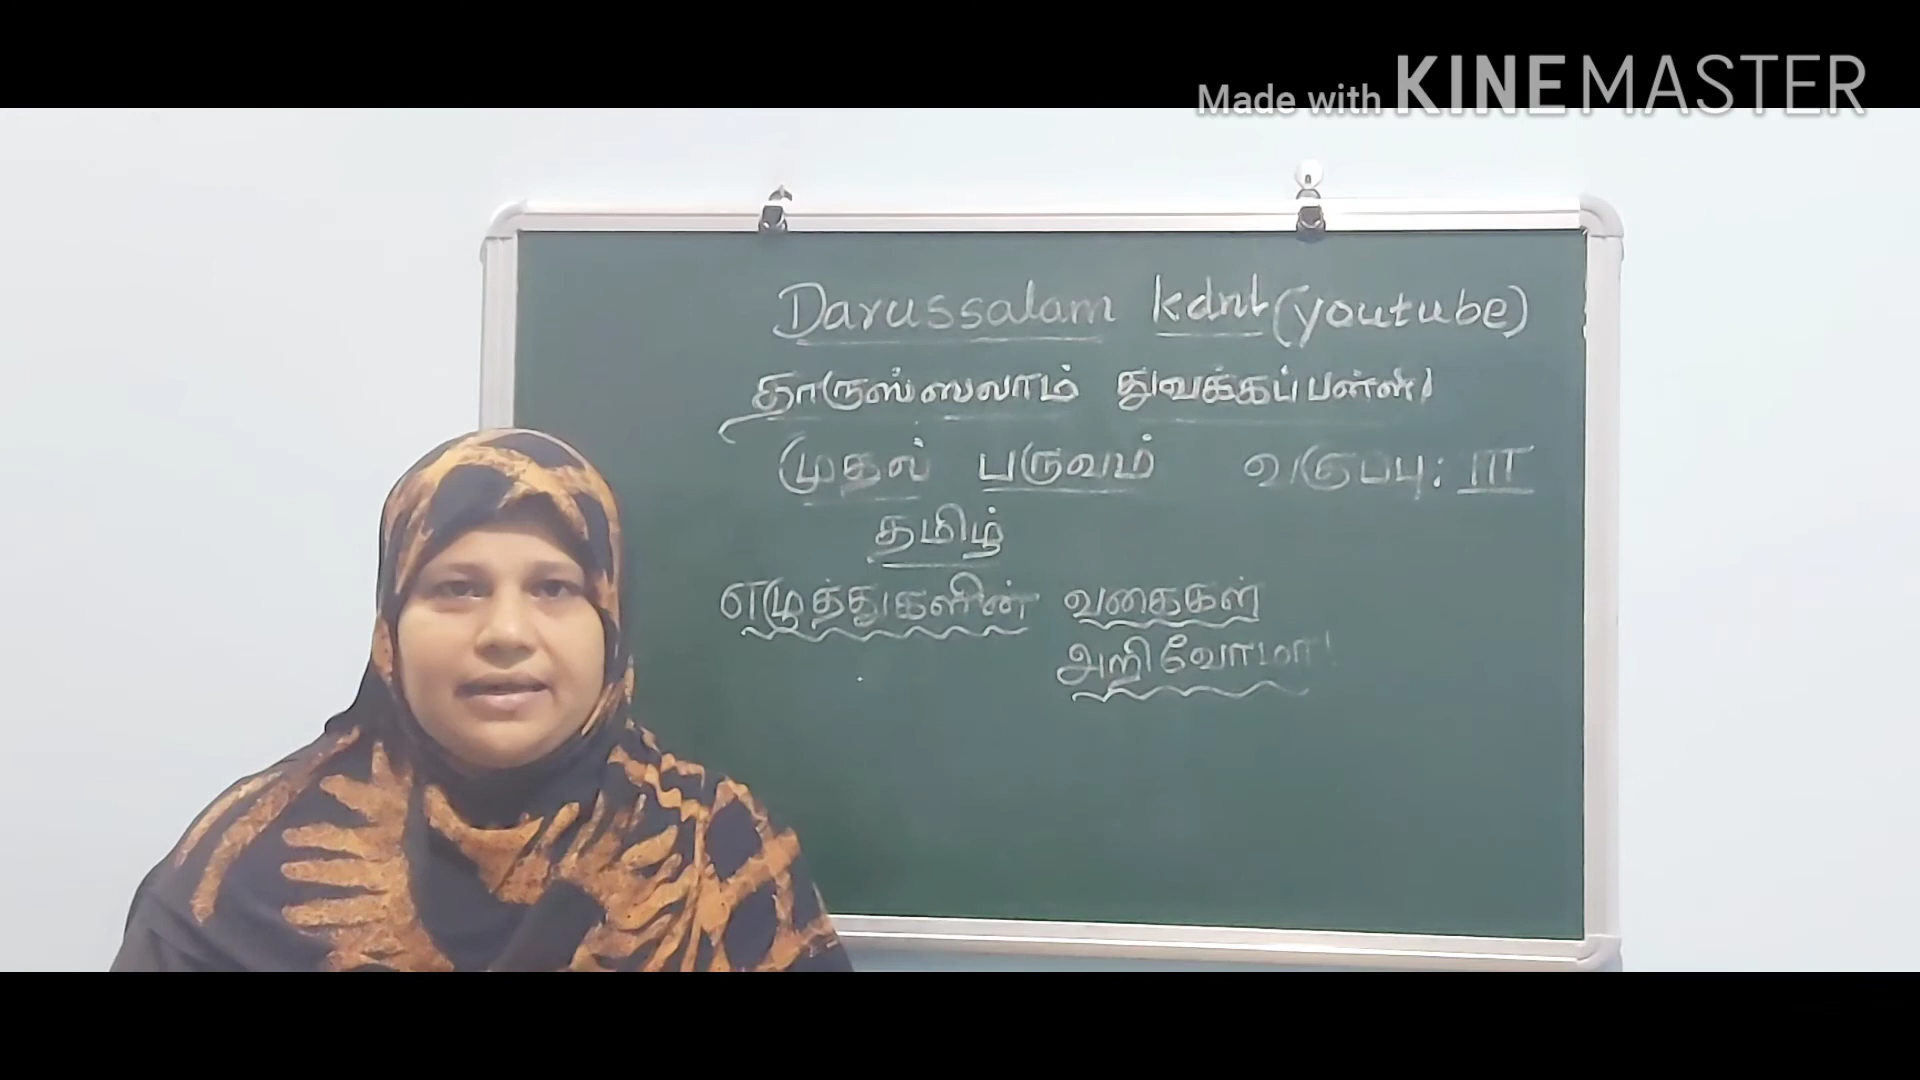 Made with KINEMASTER
Darussalam kdnl (youtube)
தாருஸ்ஸலாம் துவக்கப்பள்ளி
முதல் பருவம் வகுப்பு: III
தமிழ்
எழுத்துகளின் வகைகள்
அறிவோமா!